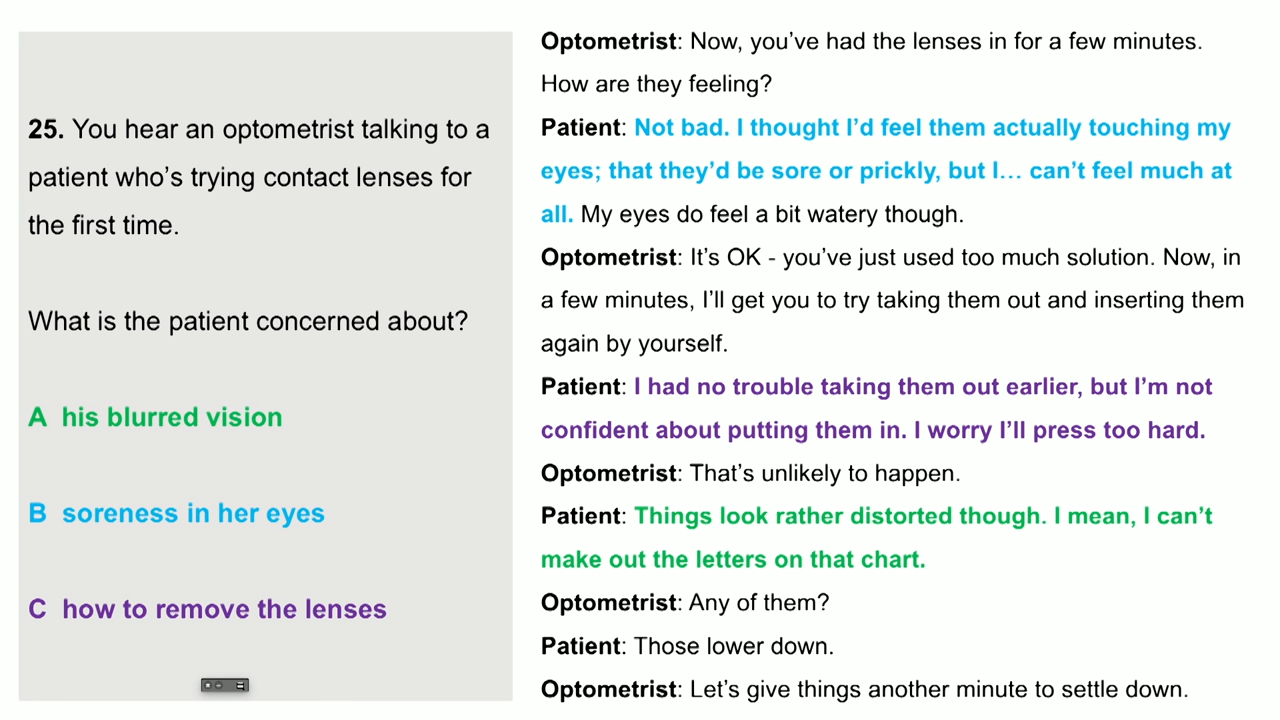 25. You hear an optometrist talking to a
patient who's trying contact lenses for
the first time.
What is the patient concerned about?
A his blurred vision
B soreness in her eyes
C how to remove the lenses
Optometrist: Now, you've had the lenses in for a few minutes.
How are they feeling?
Patient: Not bad. I thought I'd feel them actually touching my
eyes; that they'd be sore or prickly, but I… can't feel much at
all. My eyes do feel a bit watery though.
Optometrist: It's OK - you've just used too much solution. Now, in
a few minutes, I'll get you to try taking them out and inserting them
again by yourself.
Patient: I had no trouble taking them out earlier, but I'm not
confident about putting them in. I worry I'll press too hard.
Optometrist: That's unlikely to happen.
Patient: Things look rather distorted though. I mean, I can't
make out the letters on that chart.
Optometrist: Any of them?
Patient: Those lower down.
Optometrist: Let's give things another minute to settle down.